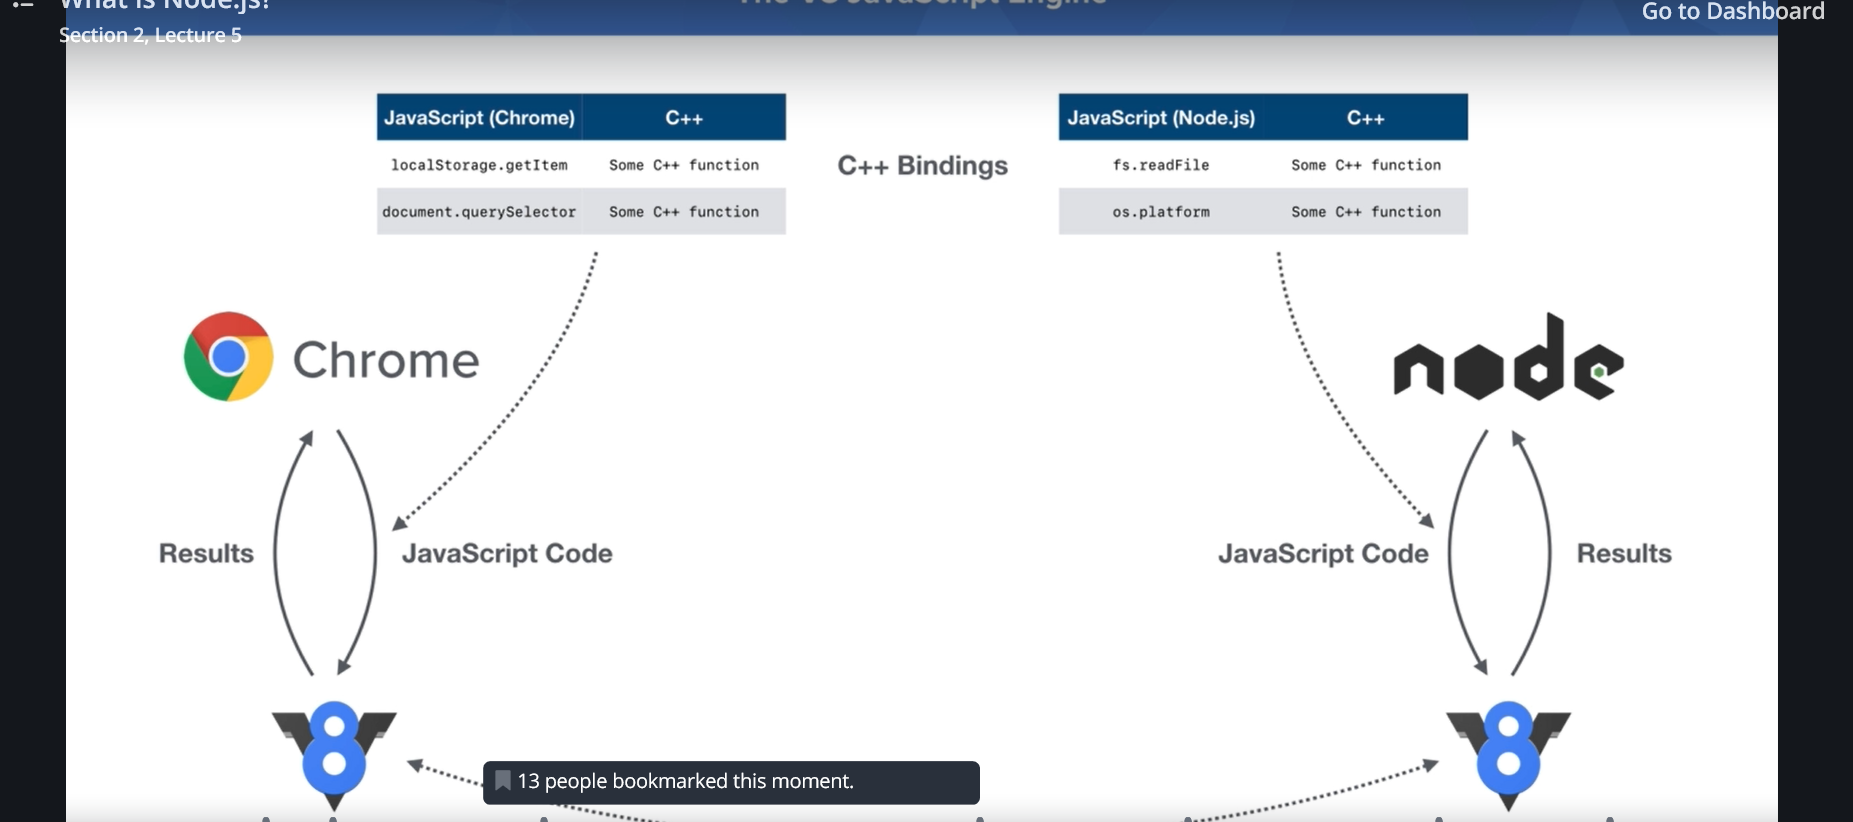 What is Node.js?
Section 2, Lecture 5
The V8 JavaScript Engine
Go to Dashboard
JavaScript (Chrome) C++
localStorage.getItem Some C++ function
document.querySelector Some C++ function
C++ Bindings
JavaScript (Node.js) C++
fs.readFile Some C++ function
os.platform Some C++ function
Chrome
node
Results
JavaScript Code
JavaScript Code
Results
8
8
13 people bookmarked this moment.